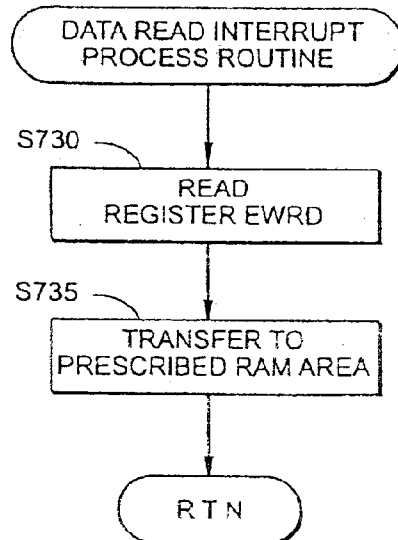 DATA READ INTERRUPT
PROCESS ROUTINE
S730
READ
REGISTER EWRD
S735
TRANSFER TO
PRESCRIBED RAM AREA
RTN